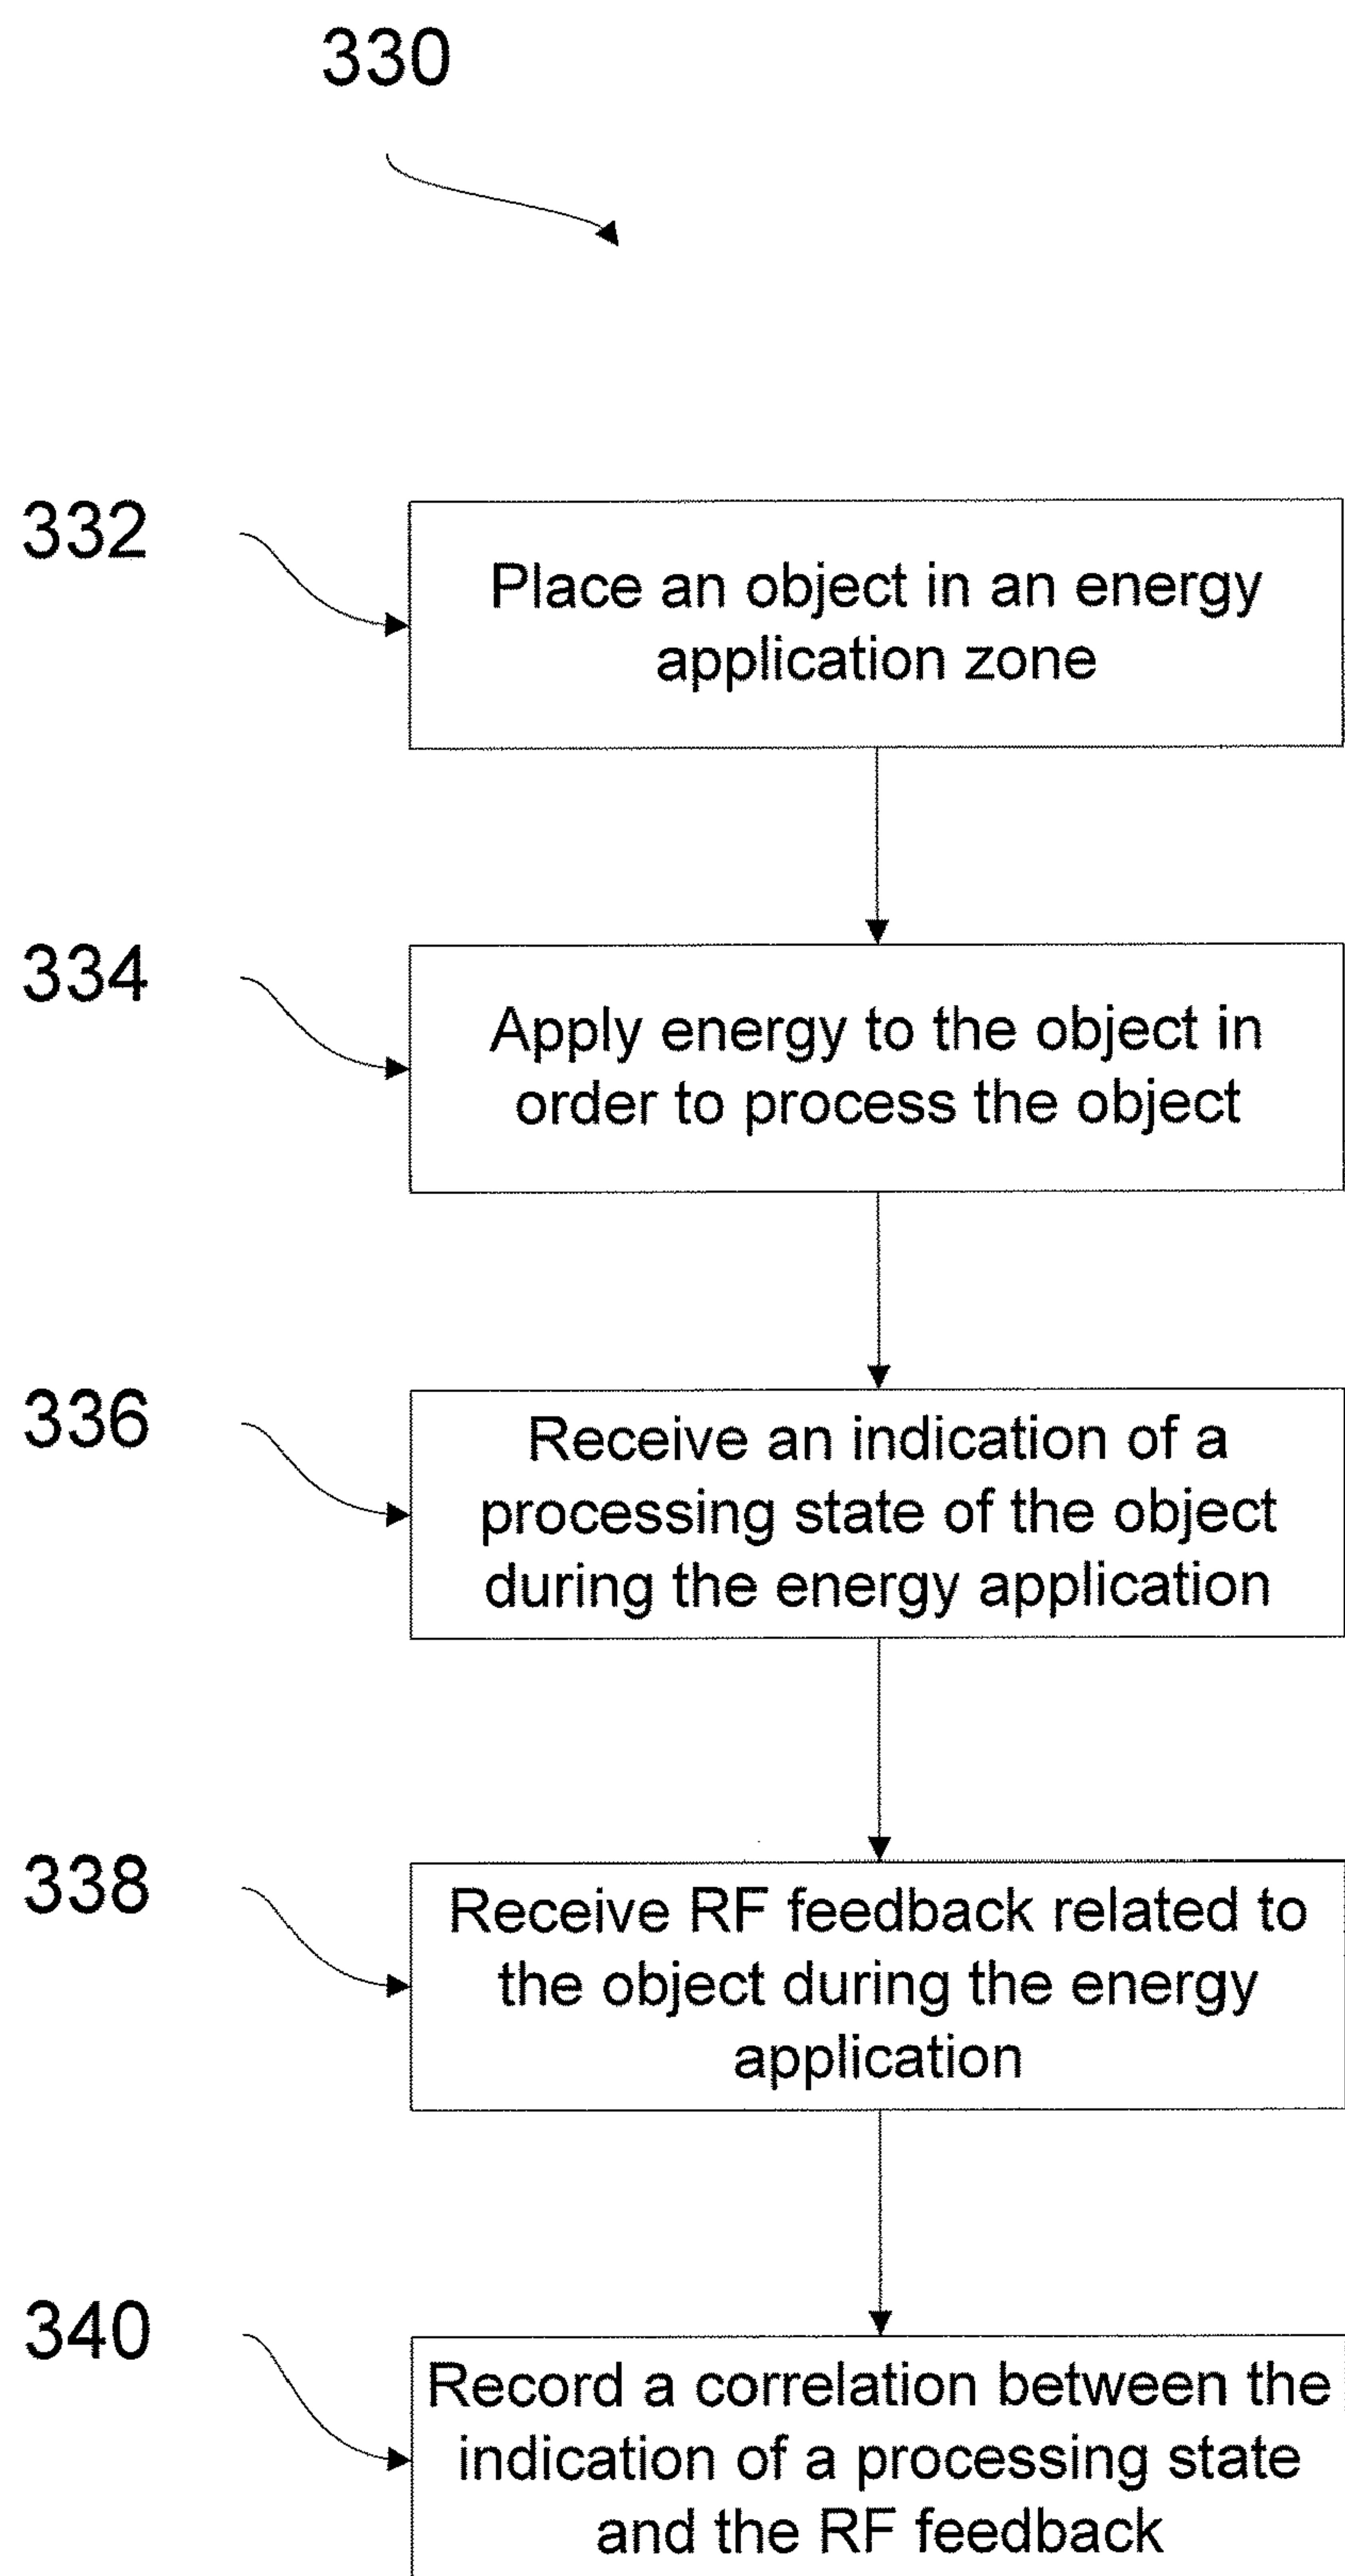 330
332
Place an object in an energy
application zone
334
Apply energy to the object in
order to process the object
336
Receive an indication of a
processing state of the object
during the energy application
338
Receive RF feedback related to
the object during the energy
application
340
Record a correlation between the
indication of a processing state
and the RF feedback